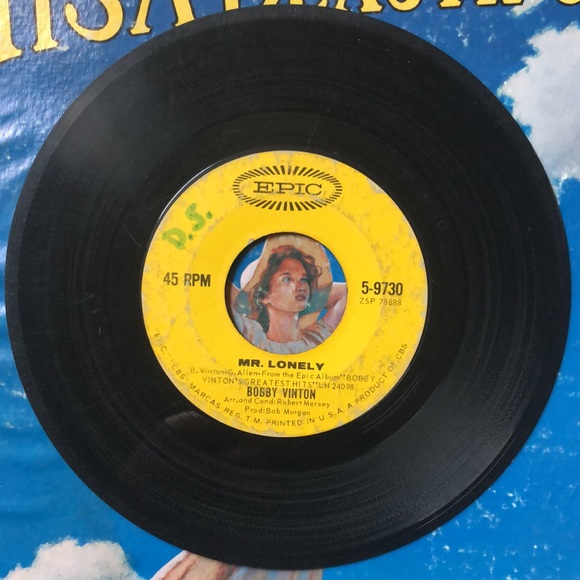 EPIC
D.S.
45 RPM
5-9730
ZSP 78888
MR. LONELY
B. Vinton-G. Allen-From the Epic Album "BOBBY
VINTON'S GREATEST HITS" LN 24098
BOBBY VINTON
Arr. and Cond: Robert Mersey
Prod: Bob Morgan
"EPIC," "CBS," MARCAS REG. T.M. PRINTED IN U.S.A. A PRODUCT OF CBS